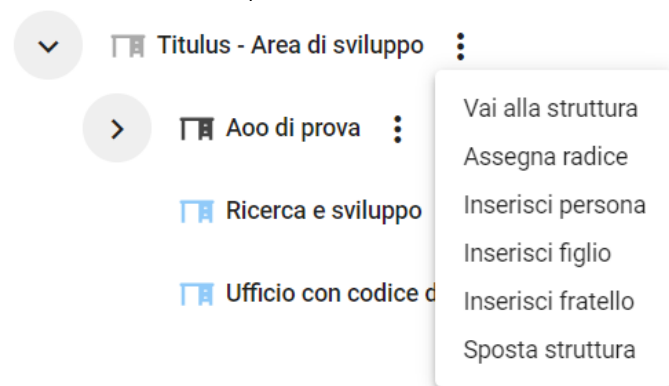 Titulus - Area di sviluppo
Aoo di prova
Ricerca e sviluppo
Ufficio con codice
Vai alla struttura
Assegna radice
Inserisci persona
Inserisci figlio
Inserisci fratello
Sposta struttura